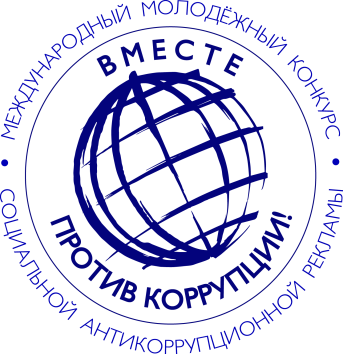 МЕЖДУНАРОДНЫЙ МОЛОДЁЖНЫЙ КОНКУРС
СОЦИАЛЬНОЙ АНТИКОРРУПЦИОННОЙ РЕКЛАМЫ
ВМЕСТЕ
ПРОТИВ КОРРУПЦИИ!